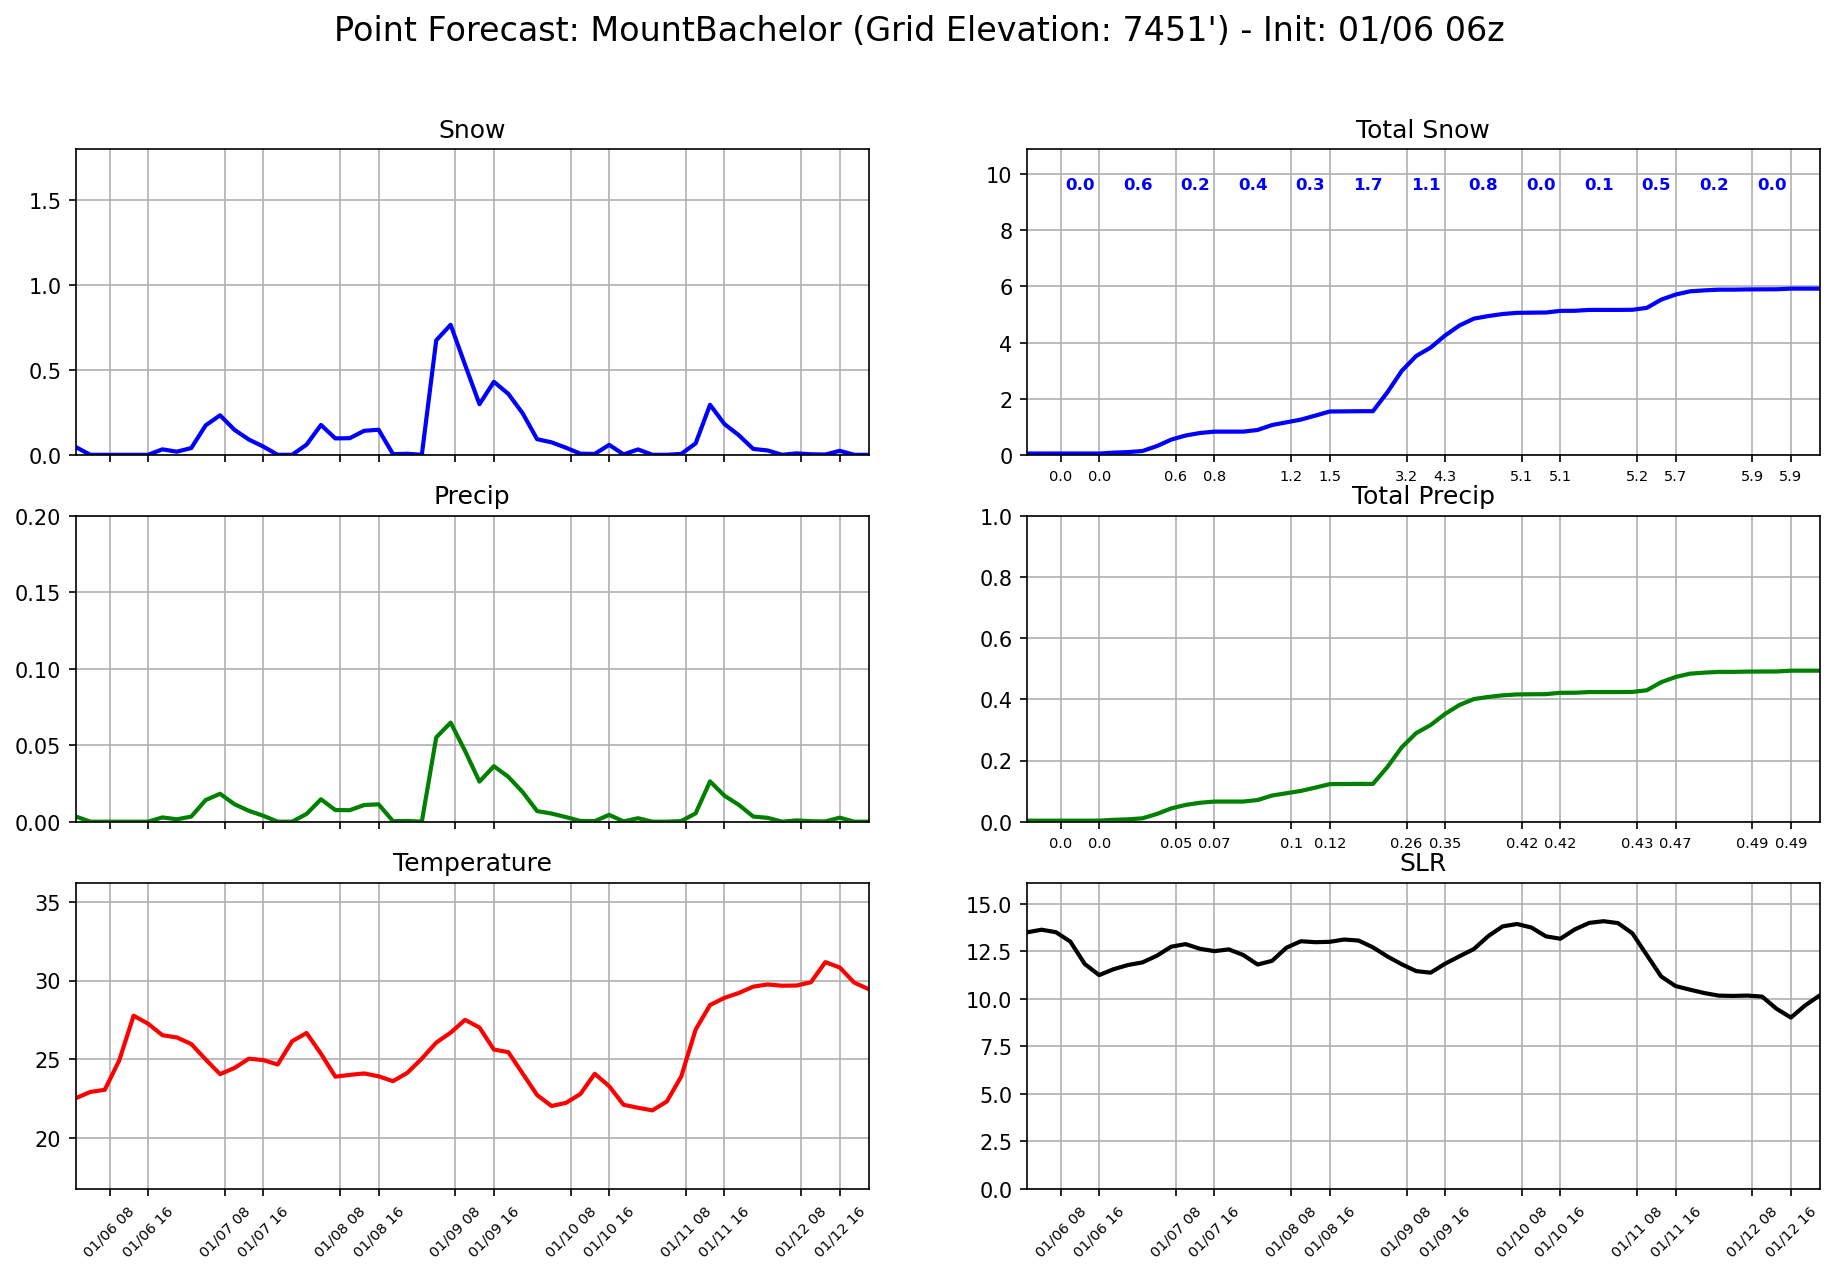 Point Forecast: MountBachelor (Grid Elevation: 7451') - Init: 01/06 06z
Snow
1.5
1.0
0.5
0.0
Total Snow
10
8
6
4
2
0
0.0 0.6 0.2 0.4 0.3 1.7 1.1 0.8 0.0 0.1 0.5 0.2 0.0
0.0 0.0 0.6 0.8 1.2 1.5 3.2 4.3 5.1 5.1 5.2 5.7 5.9 5.9
Precip
0.20
0.15
0.10
0.05
0.00
Total Precip
1.0
0.8
0.6
0.4
0.2
0.0
0.0 0.0 0.05 0.07 0.1 0.12 0.26 0.35 0.42 0.42 0.43 0.47 0.49 0.49
Temperature
35
30
25
20
01/06 08 01/06 16 01/07 08 01/07 16 01/08 08 01/08 16 01/09 08 01/09 16 01/10 08 01/10 16 01/11 08 01/11 16 01/12 08 01/12 16
SLR
15.0
12.5
10.0
7.5
5.0
2.5
0.0
01/06 08 01/06 16 01/07 08 01/07 16 01/08 08 01/08 16 01/09 08 01/09 16 01/10 08 01/10 16 01/11 08 01/11 16 01/12 08 01/12 16